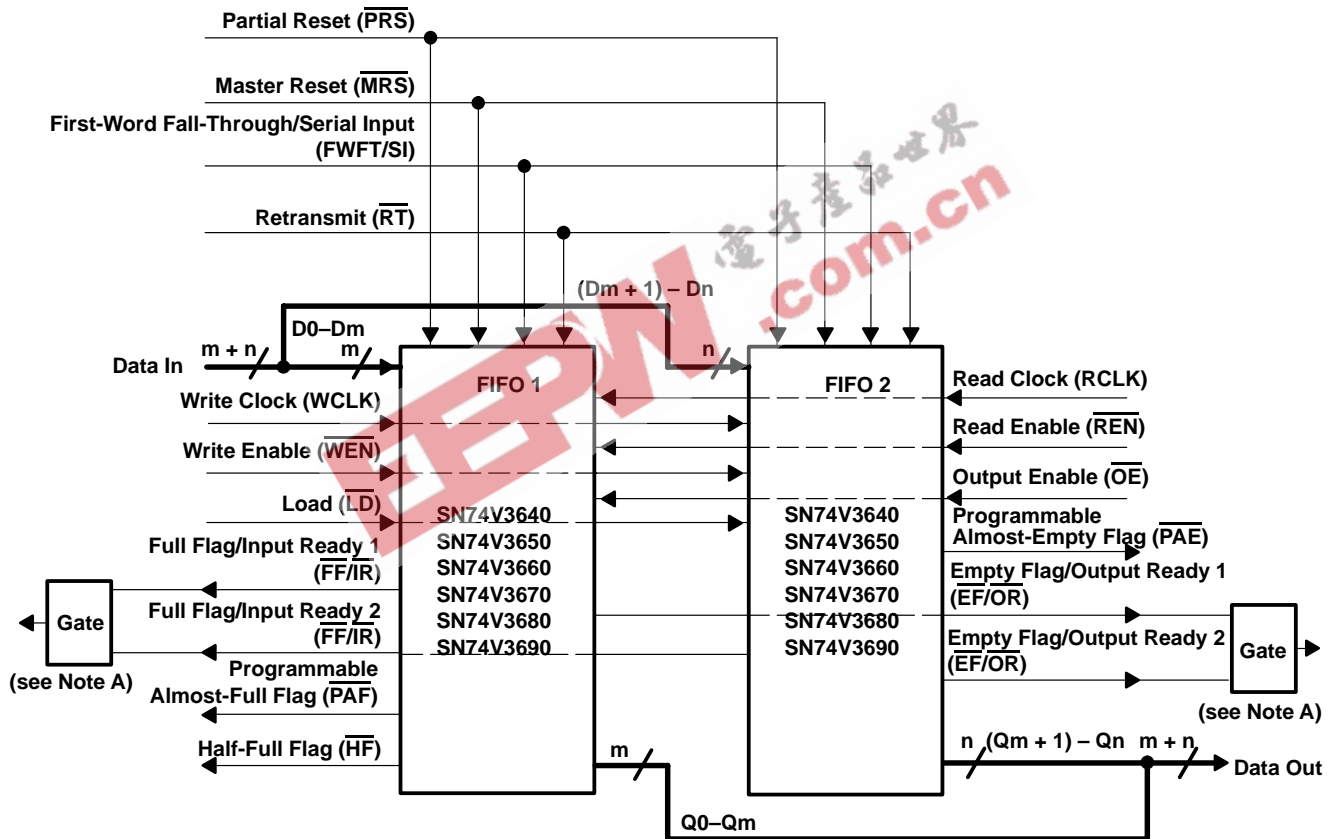 Partial Reset (PRS)
Master Reset (MRS)
First-Word Fall-Through/Serial Input
(FWFT/SI)
Retransmit (RT)
(Dm + 1) – Dn
D0–Dm
m + n
m
n
Data In
FIFO 1
FIFO 2
Read Clock (RCLK)
Write Clock (WCLK)
Read Enable (REN)
Write Enable (WEN)
Output Enable (OE)
Load (LD)
SN74V3640
SN74V3650
SN74V3660
SN74V3670
SN74V3680
SN74V3690
SN74V3640
SN74V3650
SN74V3660
SN74V3670
SN74V3680
SN74V3690
Programmable
Almost-Empty Flag (PAE)
Full Flag/Input Ready 1
(FF/IR)
Empty Flag/Output Ready 1
(EF/OR)
Gate
Full Flag/Input Ready 2
(FF/IR)
Empty Flag/Output Ready 2
(EF/OR)
Gate
(see Note A)
Programmable
Almost-Full Flag (PAF)
(see Note A)
Half-Full Flag (HF)
m
n
(Qm + 1) – Qn
m + n
Data Out
Q0–Qm
EEPW
電子產品世界
.com.cn